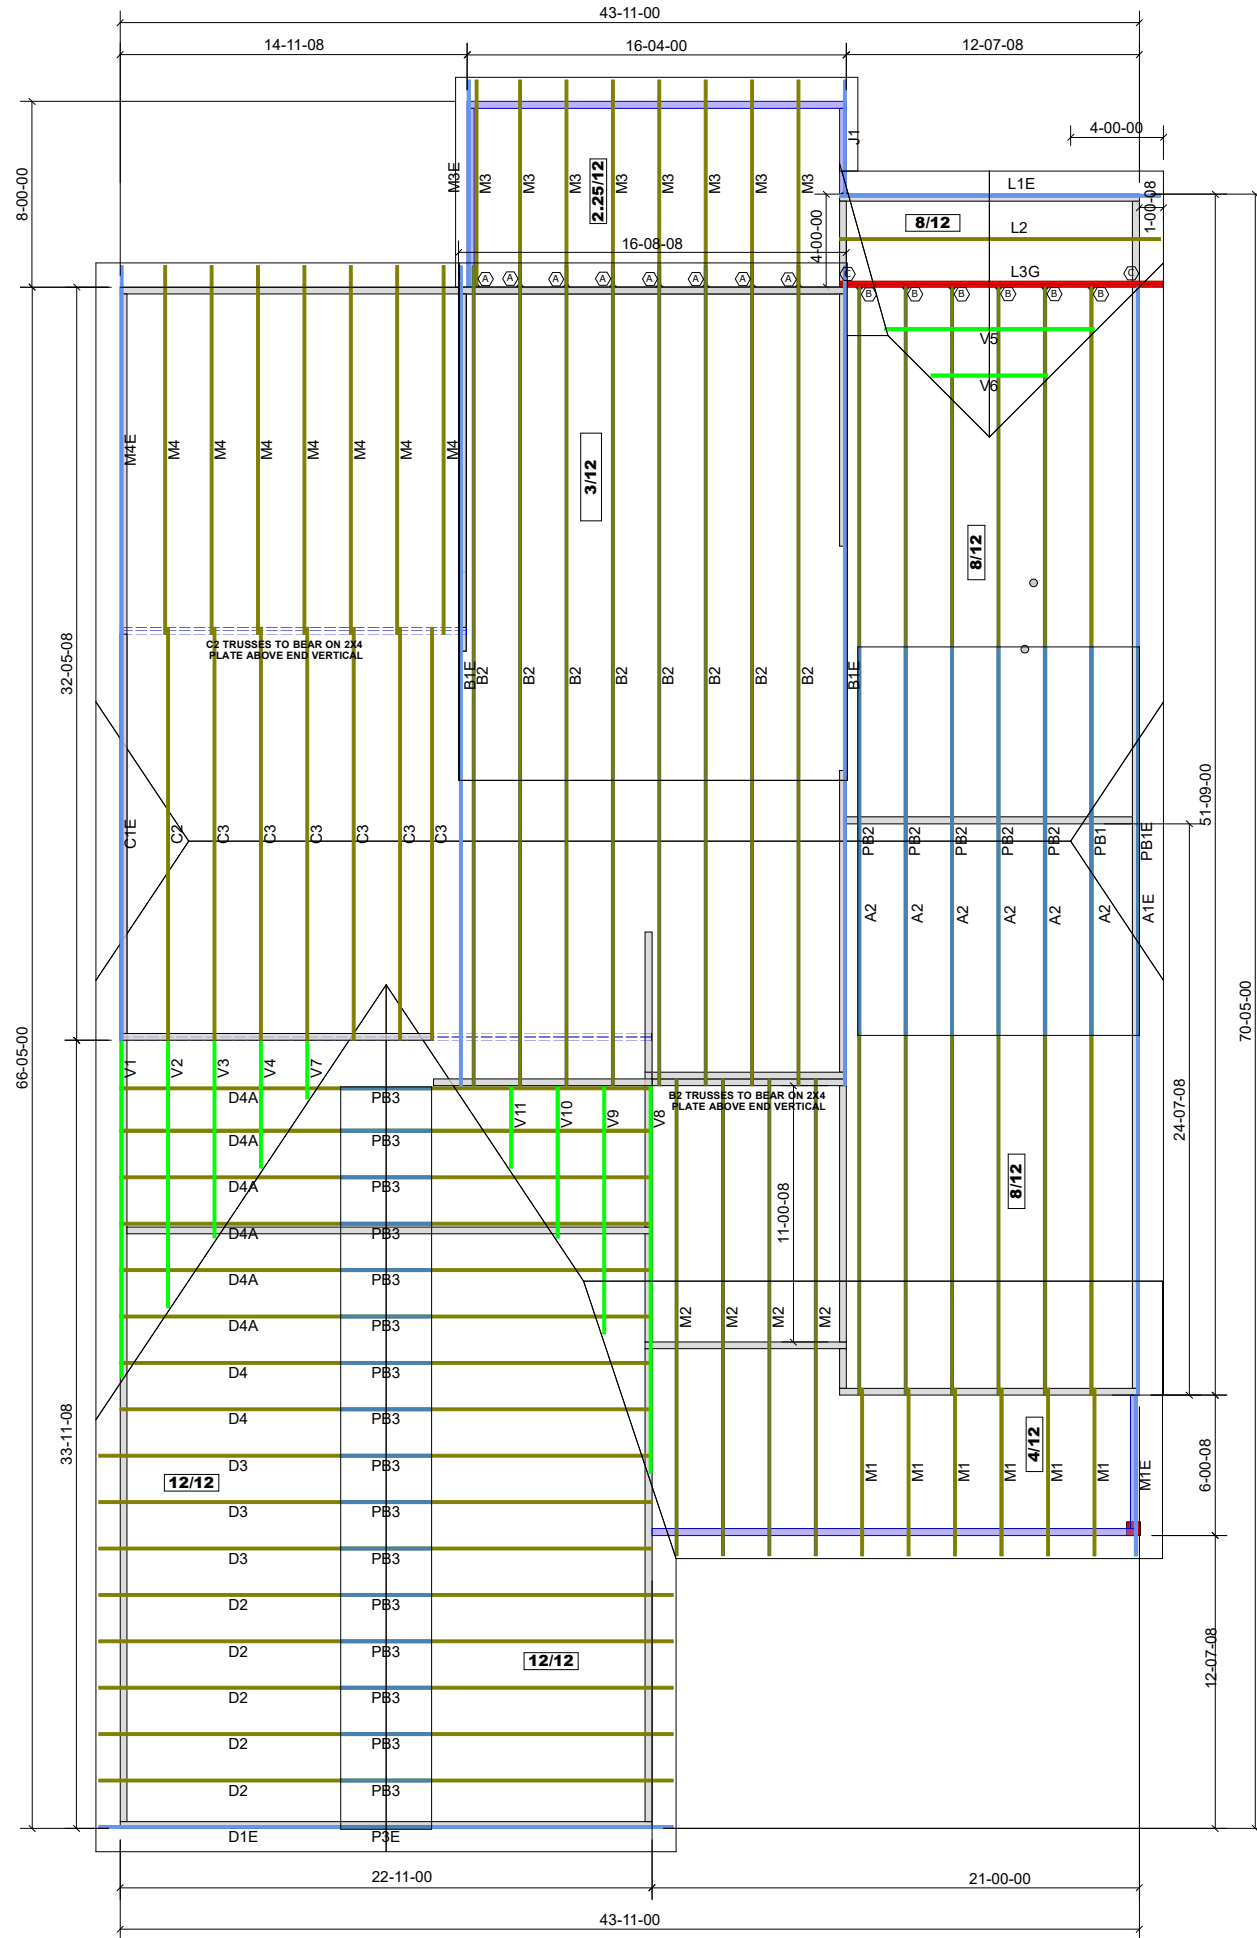 43-11-00
14-11-08
16-04-00
12-07-08
4-00-00
8-00-00
M3E
M3
M3
M3
M3
M3
M3
M3
M3
2.25/12
J1
L1E
1-00-08
8/12
L2
4-00-00
16-08-08
L3G
A
A
A
A
A
A
A
C
C
B
B
B
B
B
B
V5
V6
M4E
M4
M4
M4
M4
M4
M4
M4
3/12
8/12
C2 TRUSSES TO BEAR ON 2X4
PLATE ABOVE END VERTICAL
32-05-08
B1E
B2
B2
B2
B2
B2
B2
B2
B2
B1E
51-09-00
C1E
C2
C3
C3
C3
C3
C3
C3
PB2
PB2
PB2
PB2
PB2
PB1
PB1E
A2
A2
A2
A2
A2
A2
A1E
66-05-00
70-05-00
V1
V2
V3
V4
V7
V11
V10
V9
V8
B2 TRUSSES TO BEAR ON 2X4
PLATE ABOVE END VERTICAL
24-07-08
D4A PB3
D4A PB3
D4A PB3
D4A PB3
D4A PB3
D4A PB3
D4 PB3
D4 PB3
D3 PB3
D3 PB3
D3 PB3
D2 PB3
D2 PB3
D2 PB3
D2 PB3
D2 PB3
D1E P3E
11-00-08
8/12
M2
M2
M2
M2
33-11-08
4/12
M1
M1
M1
M1
M1
M1
M1E
6-00-08
12/12
12/12
12-07-08
22-11-00
21-00-00
43-11-00